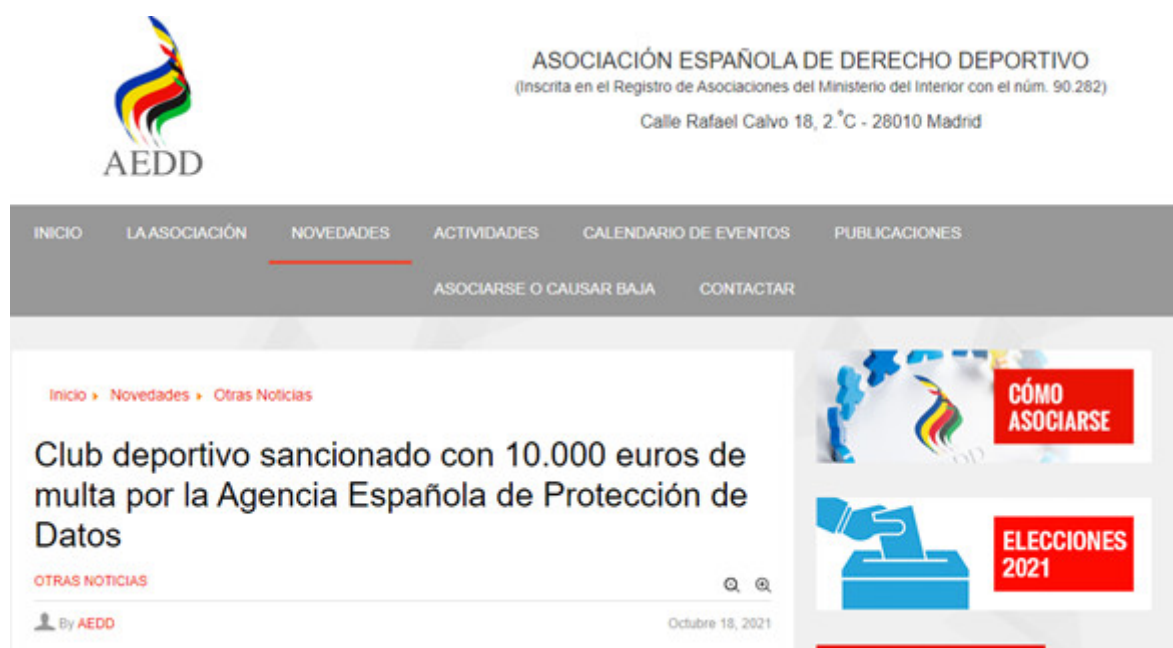 AEDD
ASOCIACIÓN ESPAÑOLA DE DERECHO DEPORTIVO
(Inscrita en el Registro de Asociaciones del Ministerio del Interior con el núm. 90.282)
Calle Rafael Calvo 18, 2.°C - 28010 Madrid
INICIO LA ASOCIACIÓN NOVEDADES ACTIVIDADES CALENDARIO DE EVENTOS PUBLICACIONES
ASOCIARSE O CAUSAR BAJA CONTACTAR
Inicio Novedades Otras Noticias
Club deportivo sancionado con 10.000 euros de
multa por la Agencia Española de Protección de
Datos
OTRAS NOTICIAS
By AEDD Octubre 18, 2021
CÓMO
ASOCIARSE
ELECCIONES
2021